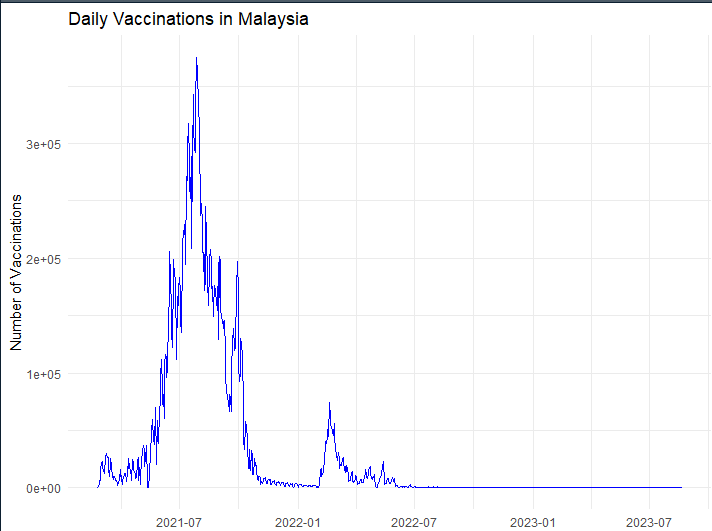 Daily Vaccinations in Malaysia
Number of Vaccinations
3e+05
2e+05
1e+05
0e+00
2021-07
2022-01
2022-07
2023-01
2023-07